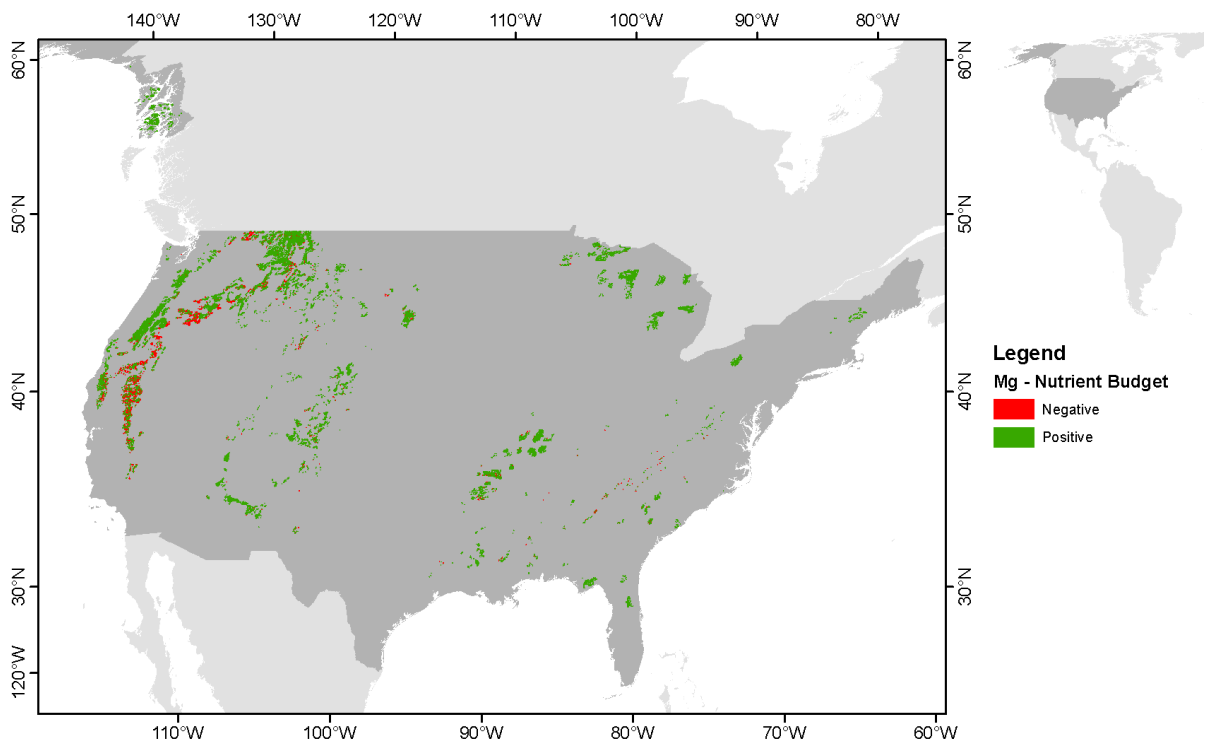 140°W 130°W 120°W 110°W 100°W 90°W 80°W
60°N 60°N
50°N 50°N
40°N 40°N
30°N 30°N
120°W
110°W 100°W 90°W 80°W 70°W 60°W
Legend
Mg - Nutrient Budget
Negative
Positive